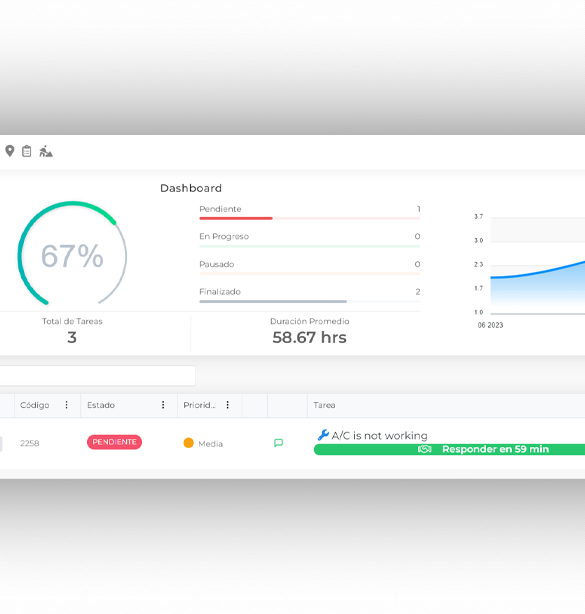 Dashboard
67%
Pendiente 1
En Progreso 0
Pausado 0
Finalizado 2
Total de Tareas
3
Duración Promedio
58.67 hrs
3.7
3.0
2.3
1.7
1.0
06 2023
Código Estado Priorid... Tarea
2258 PENDIENTE Media A/C is not working
Responder en 59 min